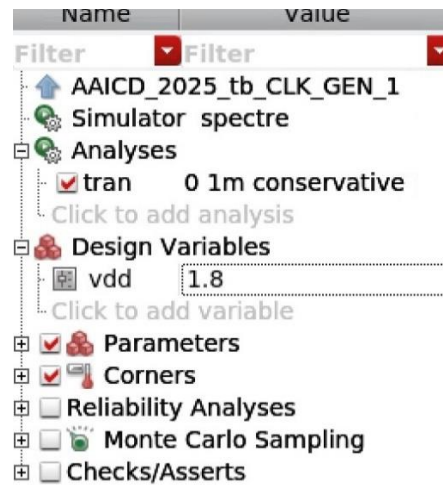 Name Value
Filter Filter
AAICD_2025_tb_CLK_GEN_1
Simulator spectre
Analyses
tran 0 1m conservative
Click to add analysis
Design Variables
vdd 1.8
Click to add variable
Parameters
Corners
Reliability Analyses
Monte Carlo Sampling
Checks/Asserts